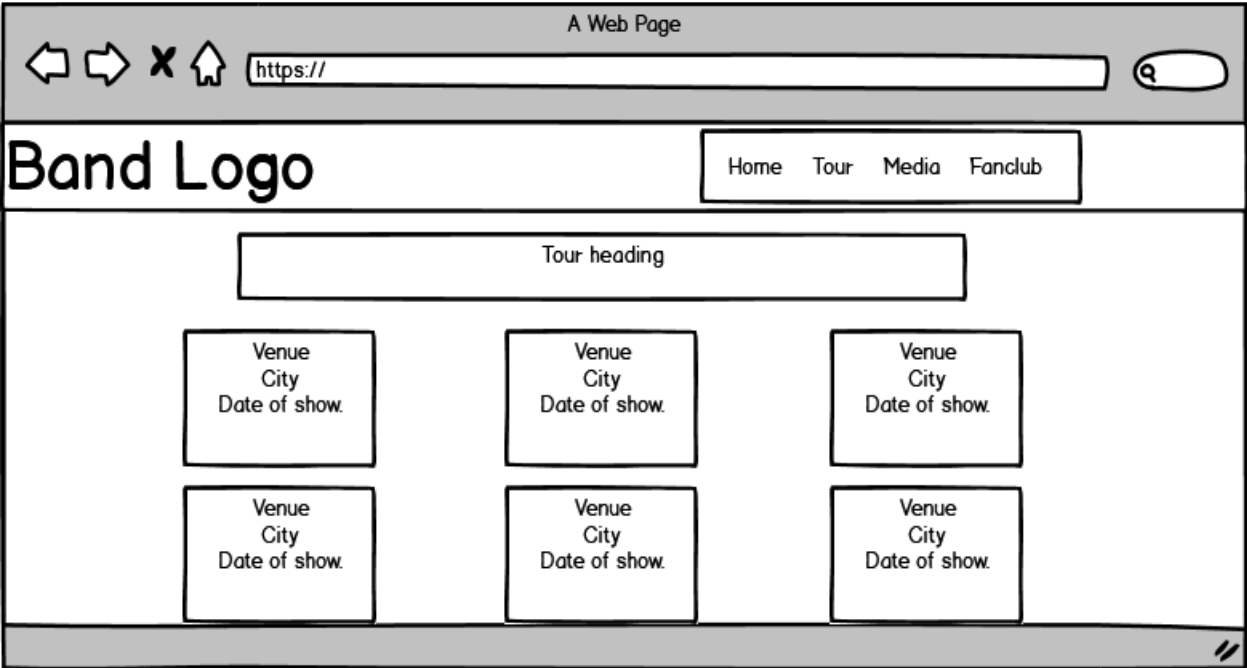 A Web Page
https://
Band Logo
Home Tour Media Fanclub
Tour heading
Venue
City
Date of show.
Venue
City
Date of show.
Venue
City
Date of show.
Venue
City
Date of show.
Venue
City
Date of show.
Venue
City
Date of show.